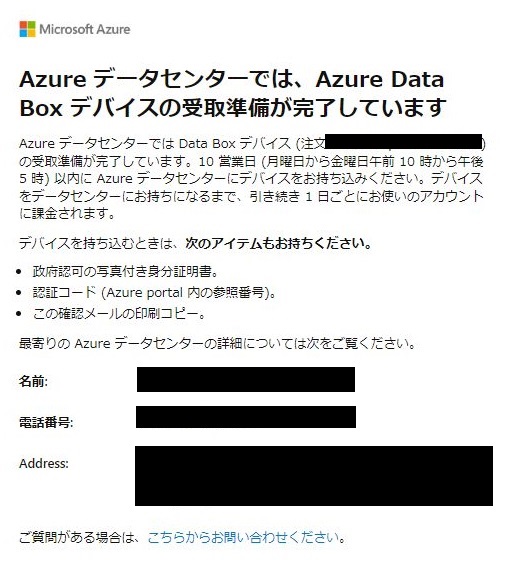 Microsoft Azure
Azure データセンターでは、Azure Data
Box デバイスの受取準備が完了しています
Azure データセンターでは Data Box デバイス (注文 )
の受取準備が完了しています。10 営業日 (月曜日から金曜日午前 10 時から午後
5 時) 以内に Azure データセンターにデバイスをお持ち込みください。デバイス
をデータセンターにお持ちになるまで、引き続き 1 日ごとにお使いのアカウント
に課金されます。
デバイスを持ち込むときは、次のアイテムもお持ちください。
• 政府認可の写真付き身分証明書。
• 認証コード (Azure portal 内の参照番号)。
• この確認メールの印刷コピー。
最寄りの Azure データセンターの詳細については次をご覧ください。
名前:
電話番号:
Address:
ご質問がある場合は、こちらからお問い合わせください。